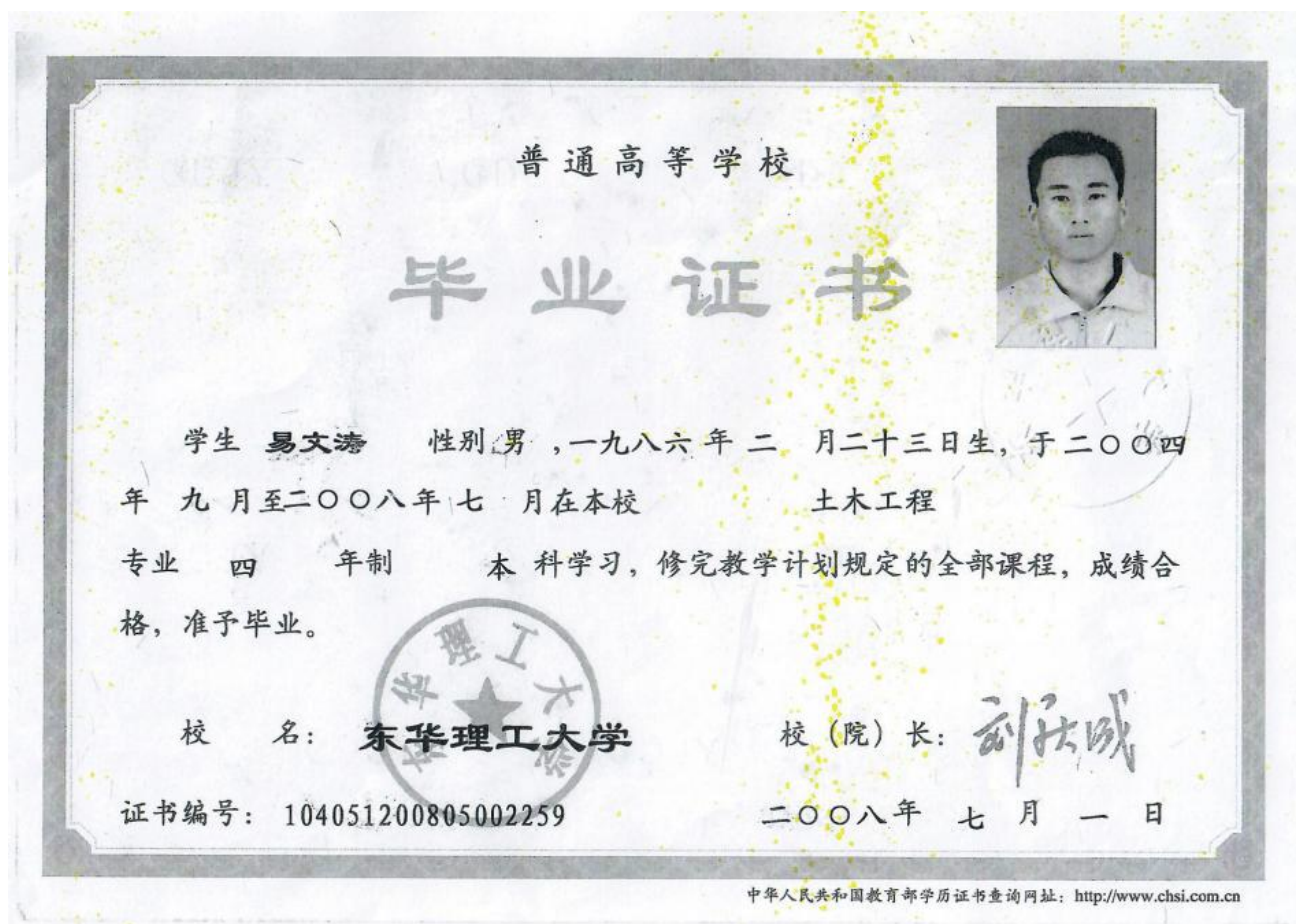 普通高等学校
毕业证书
学生 易文涛 性别 男 ,一九八六 年 二 月二十三日生, 于 二〇〇四
年 九 月至二〇〇八年 七 月在本校 土木工程
专业 四 年制 本 科学习, 修完教学计划规定的全部课程, 成绩合
格, 准予毕业。
东华理工大学
校 名: 东华理工大学 校 (院) 长:
证书编号: 104051200805002259 二〇〇八年 七 月 一 日
中华人民共和国教育部学历证书查询网址: http://www.chsi.com.cn